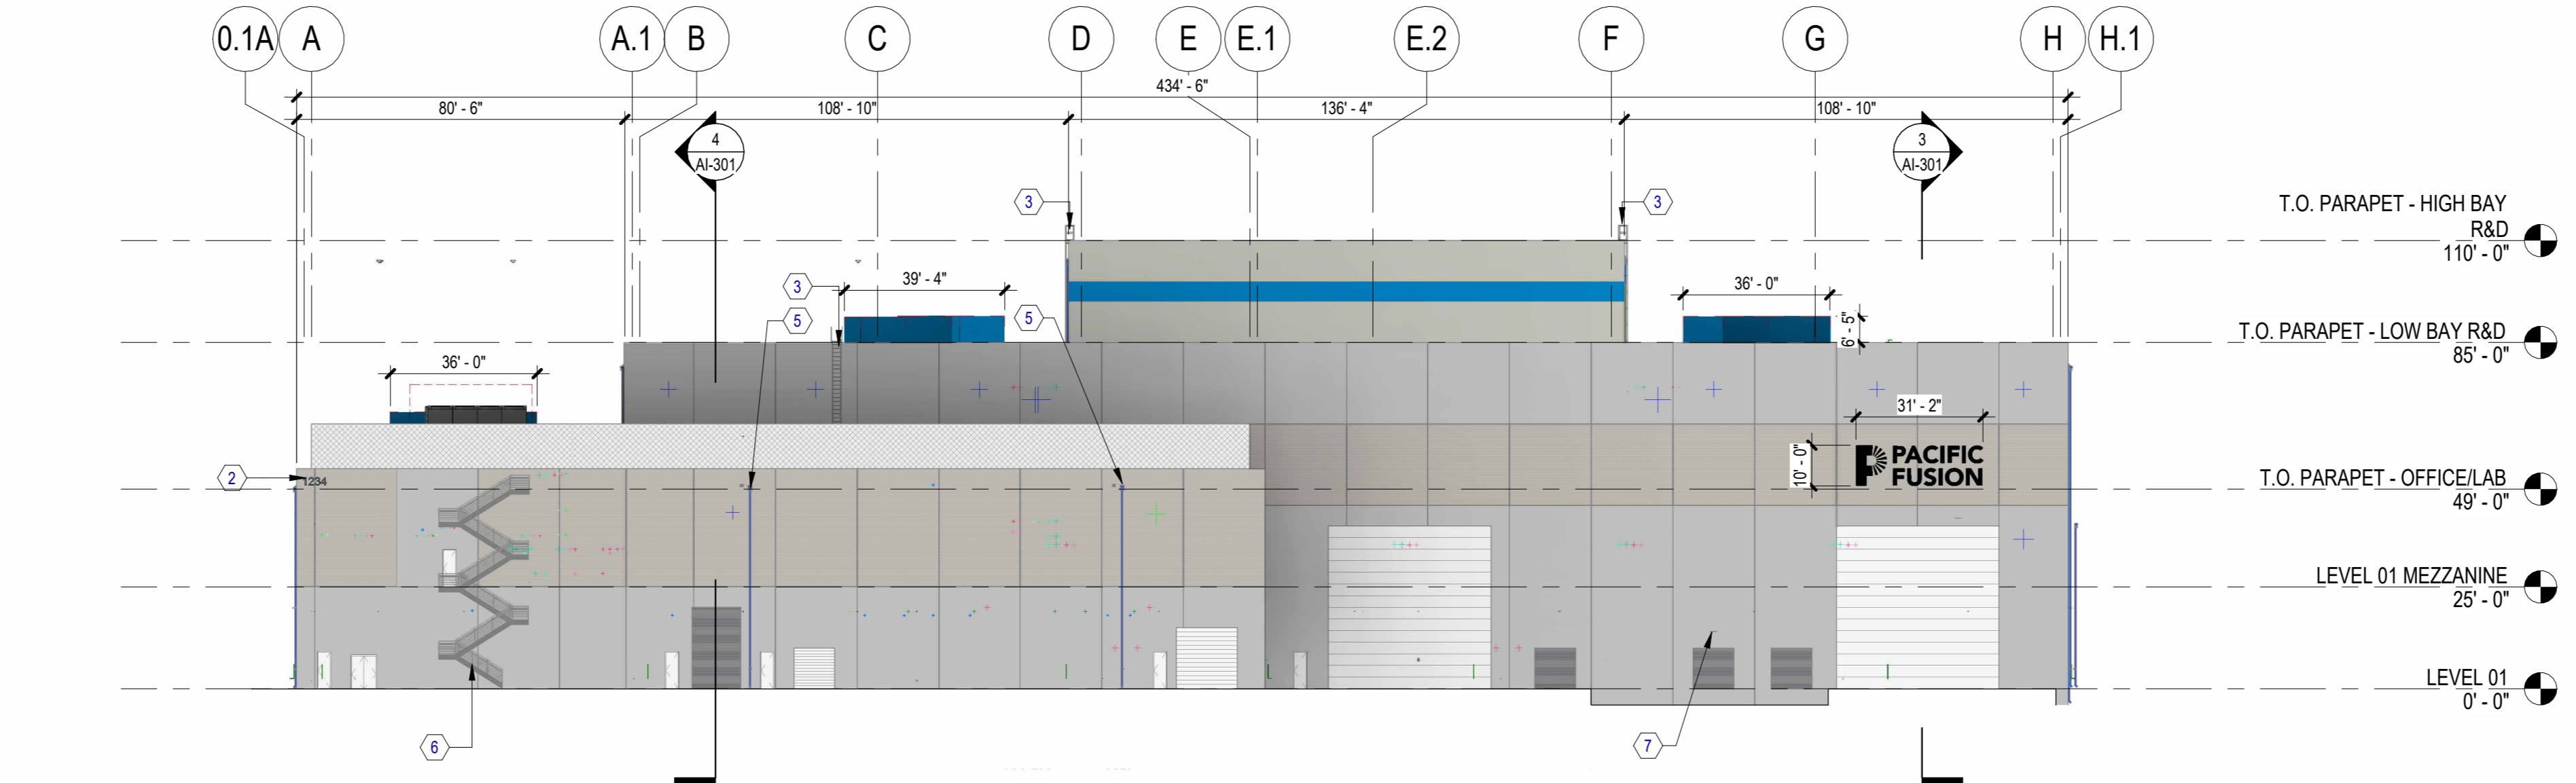 0.1A A A.1 B C D E E.1 E.2 F G H H.1
434' - 6"
80' - 6" 108' - 10" 136' - 4" 108' - 10"
4
AI-301
3
AI-301
3
3
T.O. PARAPET - HIGH BAY
R&D
110' - 0"
3
39' - 4"
36' - 0"
5
5
6' - 5"
T.O. PARAPET - LOW BAY R&D
85' - 0"
36' - 0"
31' - 2"
10' - 0"
PACIFIC
FUSION
2
1234
T.O. PARAPET - OFFICE/LAB
49' - 0"
LEVEL 01 MEZZANINE
25' - 0"
LEVEL 01
0' - 0"
6
7